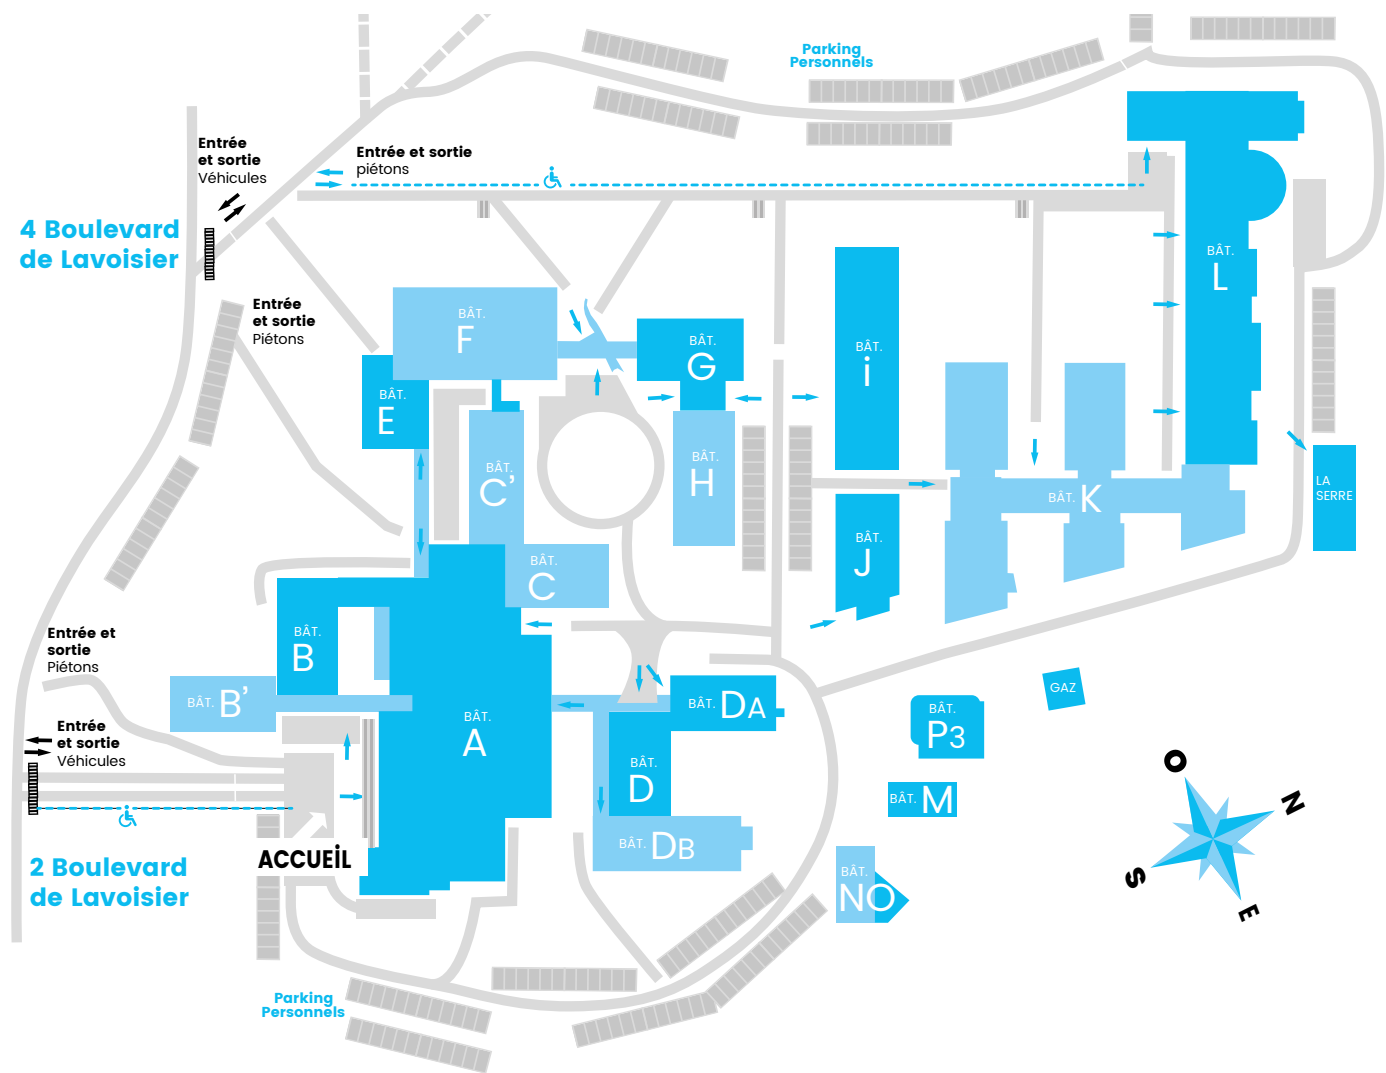 Parking
Personnels
Entrée
et sortie
Véhicules
Entrée et sortie
piétons
4 Boulevard
de Lavoisier
Entrée
et sortie
Piétons
BÂT.
F
BÂT.
G
BÂT.
i
BÂT.
L
BÂT.
E
BÂT.
C’
BÂT.
H
BÂT. K
LA
SERRE
BÂT.
J
BÂT.
C
Entrée et
sortie
Piétons
BÂT.
B
BÂT. B’
BÂT.
A
BÂT. DA
GAZ
BÂT.
P3
Entrée
et sortie
Véhicules
BÂT.
D
BÂT. M
BÂT. DB
2 Boulevard
de Lavoisier
ACCUEİL
BÂT.
NO
O
N
S
E
Parking
Personnels